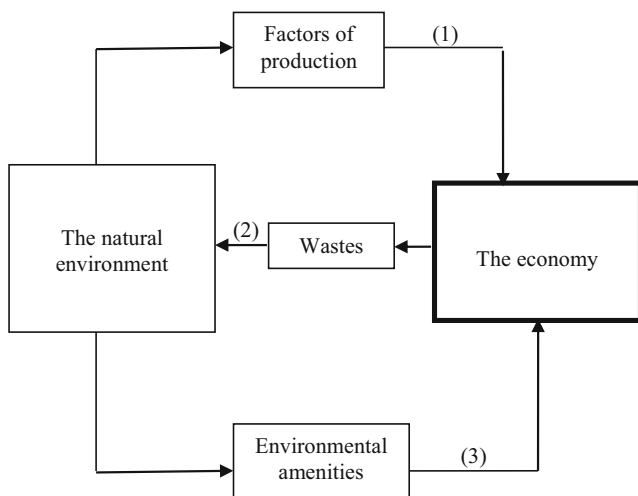 Factors of
production
(1)
The natural
environment
(2)
Wastes
The economy
Environmental
amenities
(3)